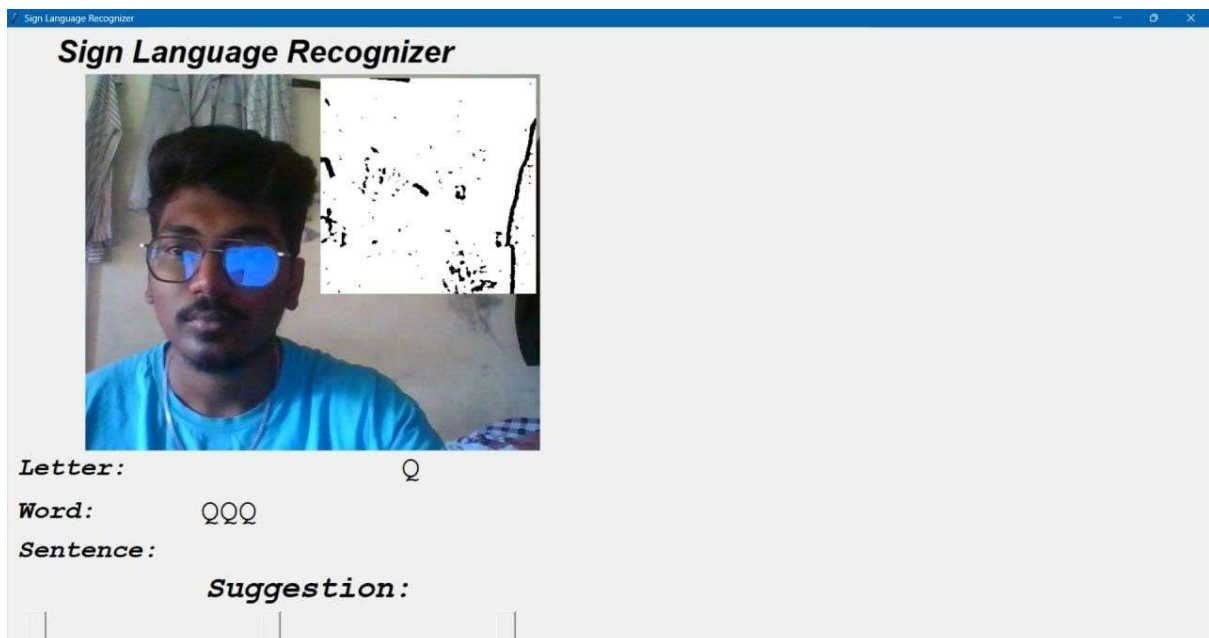 Sign Language Recognizer
Sign Language Recognizer
Letter: Q
Word: QQQ
Sentence:
Suggestion: